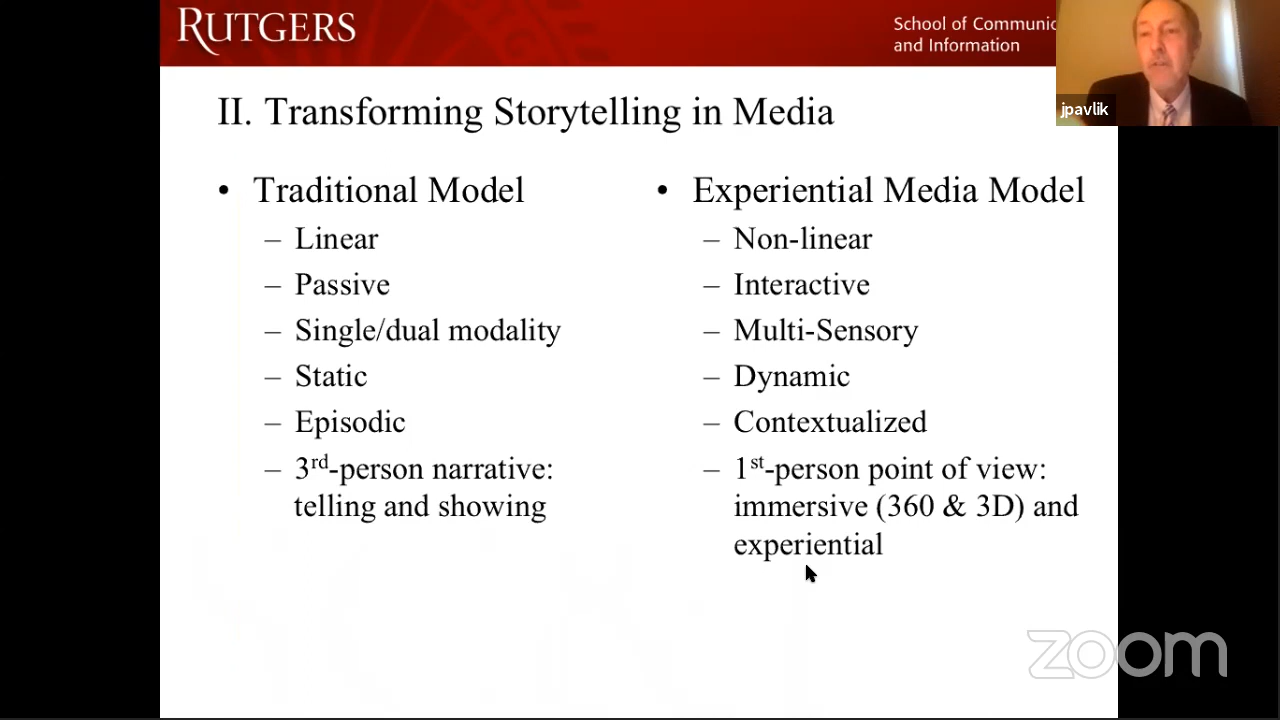 RUTGERS
School of Communic
and Information
jpavlik
II. Transforming Storytelling in Media
• Traditional Model
– Linear
– Passive
– Single/dual modality
– Static
– Episodic
– 3rd-person narrative:
telling and showing
• Experiential Media Model
– Non-linear
– Interactive
– Multi-Sensory
– Dynamic
– Contextualized
– 1st-person point of view:
immersive (360 & 3D) and
experiential
zoom